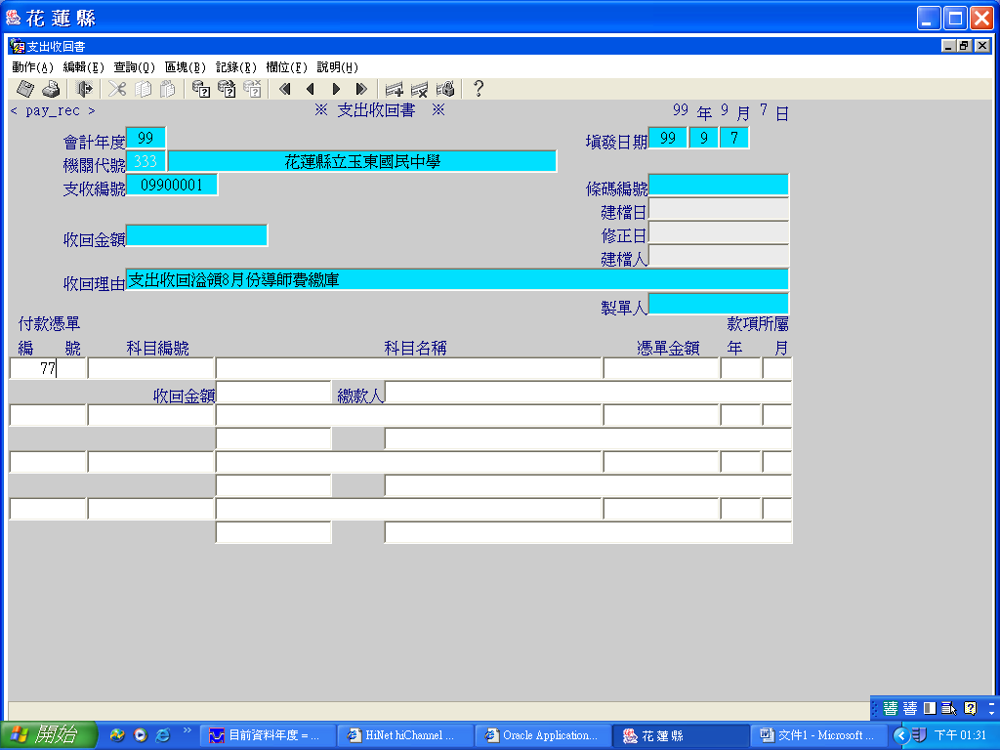 花 蓮 縣
支出收回書
動作(A) 編輯(E) 查詢(Q) 區塊(B) 記錄(R) 欄位(F) 說明(H)
< pay_rec > ※ 支出收回書 ※ 99 年 9 月 7 日
會計年度 99 填發日期 99 9 7
機關代號 333 花蓮縣立玉東國民中學
支收編號 09900001 條碼編號
建檔日
收回金額 修正日
建檔人
收回理由 支出收回溢領8月份導師費繳庫
製單人
付款憑單 款項所屬
編 號 科目編號 科目名稱 憑單金額 年 月
77
收回金額 繳款人
開始 目前資料年度 =... HiNet hiChannel ... Oracle Application... 花 蓮 縣 文件1 - Microsoft ... 下午 01:31